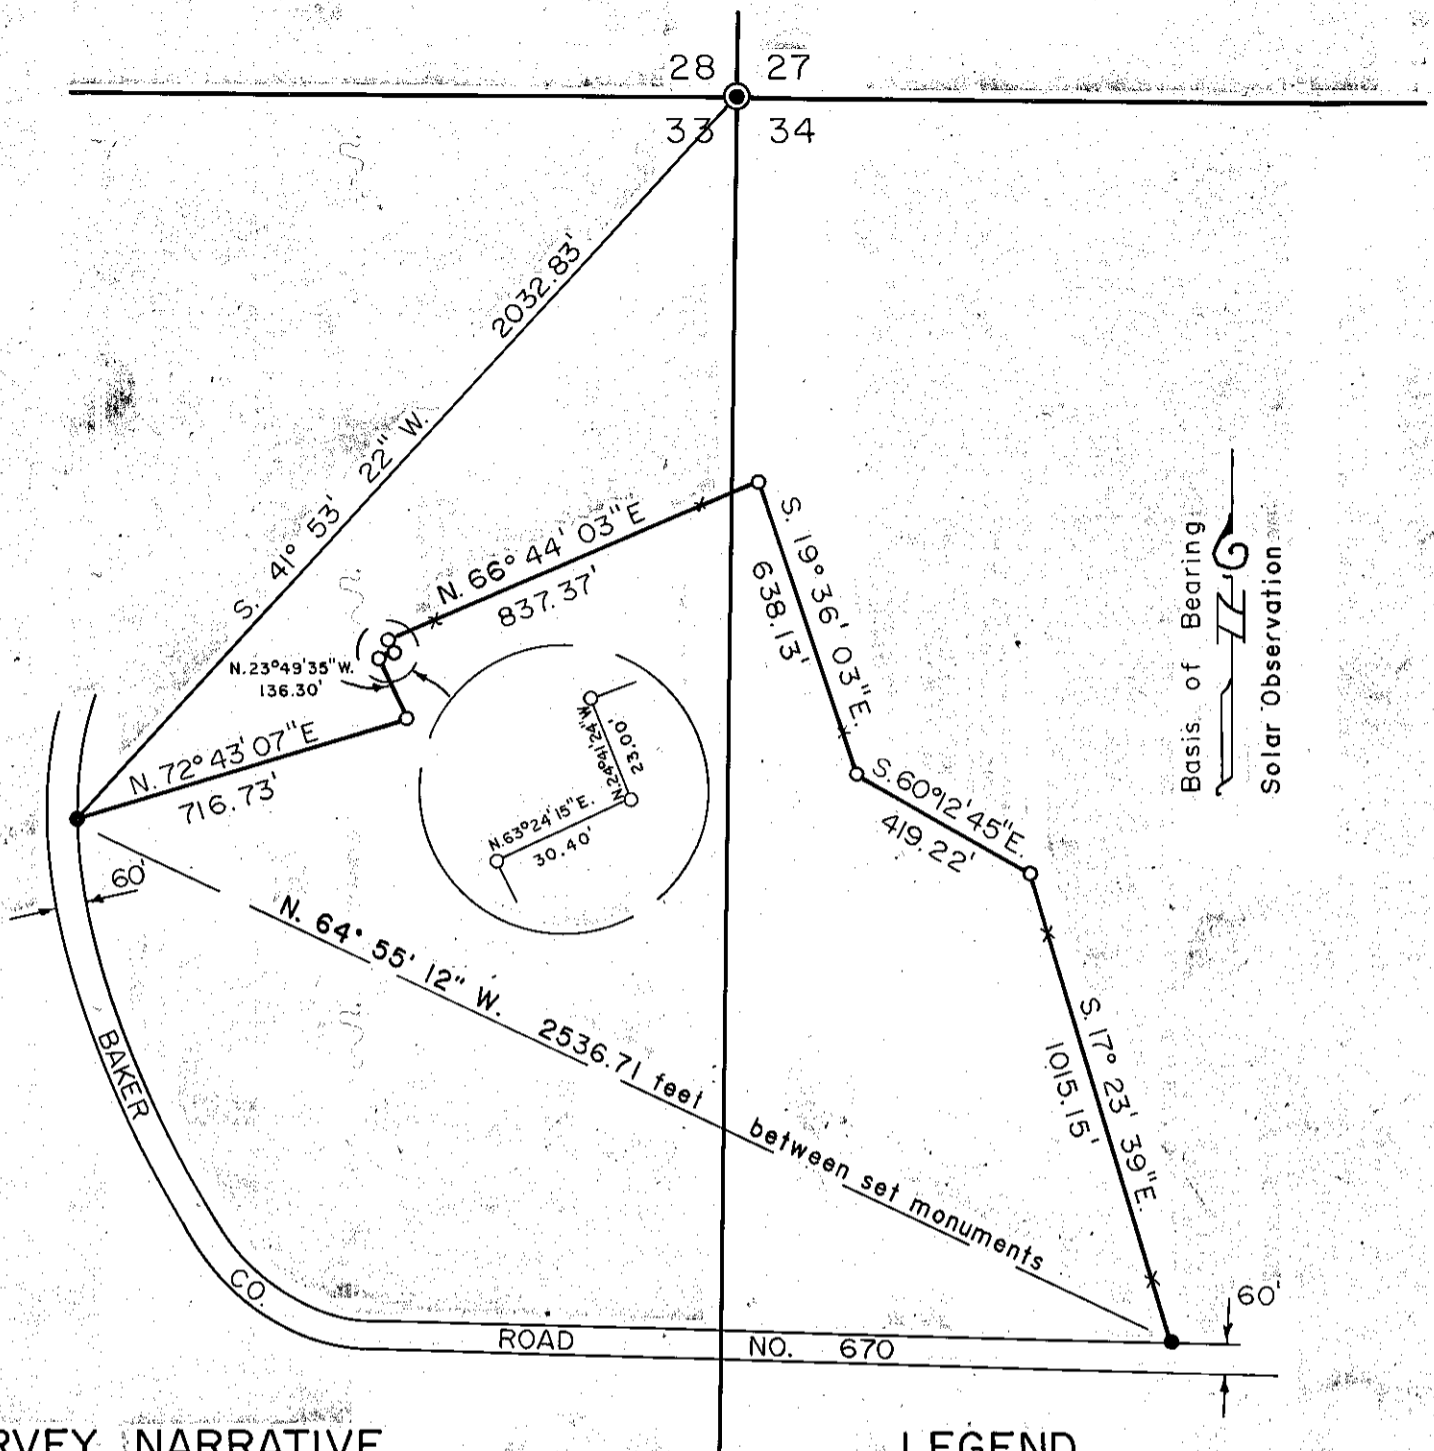 28 27
33 34
2032.83'
S. 41° 53' 22" W.
N. 66° 44' 03" E
837.37'
S. 19° 36' 03" E.
638.13'
N. 23° 49' 35" W.
136.30'
N. 72° 43' 07" E
716.73'
N. 24° 41' 24" W
23.00'
N. 63° 24' 15" E.
30.40'
S. 60° 12' 45" E.
419.22'
Basis of Bearing
Solar Observation
60'
N. 64° 55' 12" W. 2536.71 feet between set monuments
S. 17° 23' 39" E.
1015.15'
BAKER CO. ROAD NO. 670
60'
RVEY NARRATIVE
LEGEND